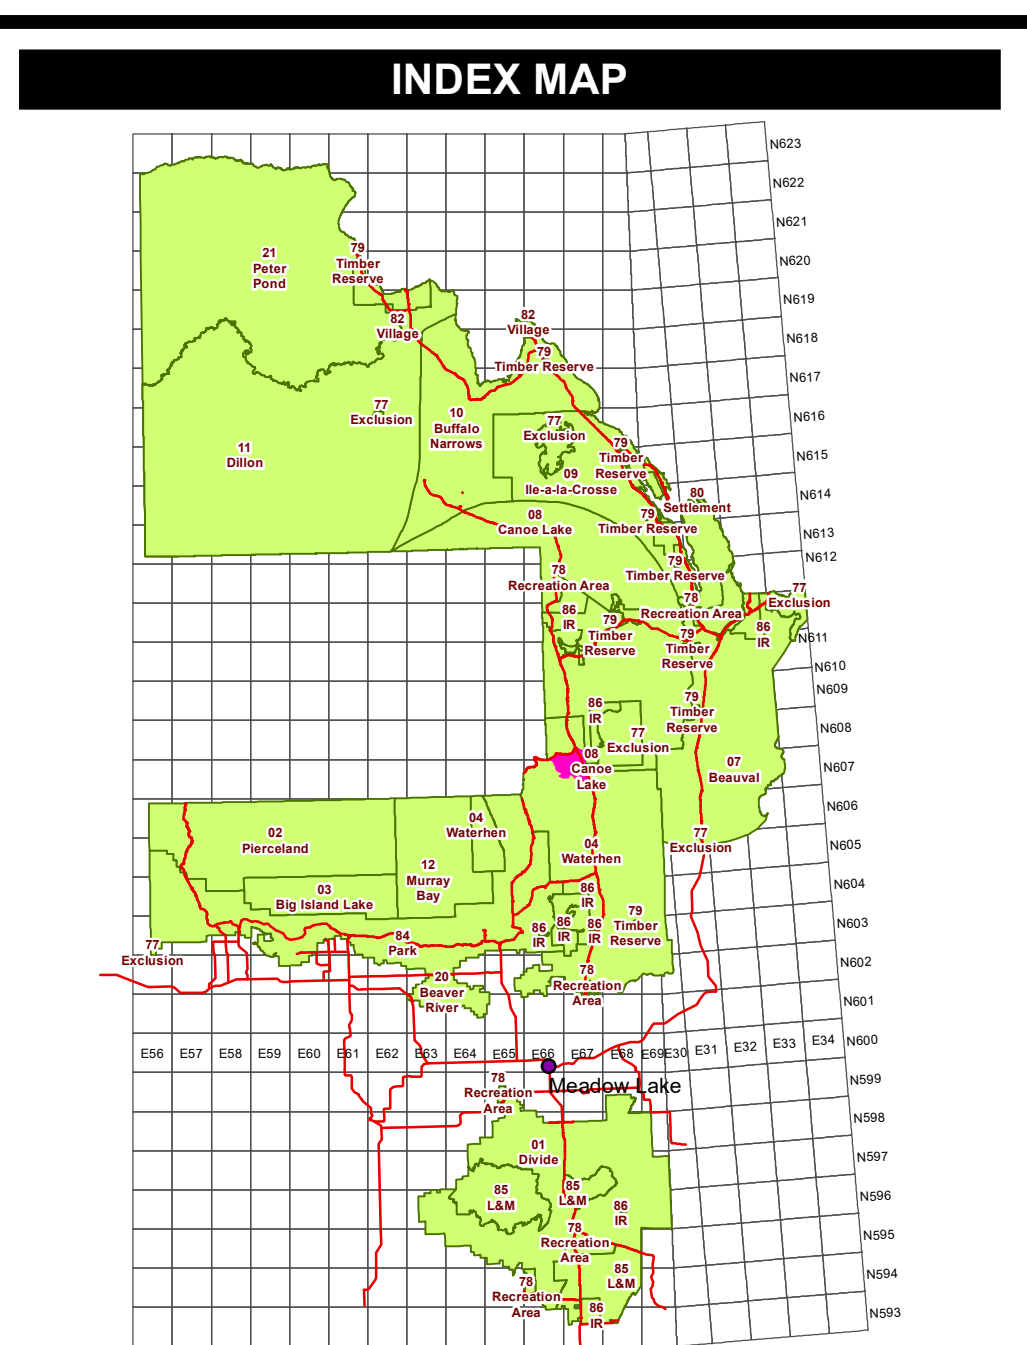 INDEX MAP
N623
N622
N621
N620
N619
N618
N617
N616
N615
N614
N613
N612
N611
N610
N609
N608
N607
N606
N605
N604
N603
N602
N601
N600
N599
N598
N597
N596
N595
N594
N593
21
Peter
Pond
79
Timber
Reserve
82
Village
82
Village
79
Timber Reserve
77
Exclusion
10
Buffalo
Narrows
77
Exclusion
11
Dillon
79
Timber
Reserve
09
Ile-a-la-Crosse
80
Settlement
08
Canoe Lake
79
Timber Reserve
79
Timber Reserve
78
Recreation Area
77
Exclusion
78
Recreation Area
86
IR
79
Timber
Reserve
79
Timber
Reserve
86
IR
86
IR
79
Timber
Reserve
77
Exclusion
08
Canoe
Lake
07
Beauval
04
Waterhen
02
Pierceland
12
Murray
Bay
04
Waterhen
77
Exclusion
03
Big Island Lake
86
IR
86
IR
86
IR
86
IR
79
Timber
Reserve
84
Park
77
Exclusion
20
Beaver
River
78
Recreation
Area
E56 E57 E58 E59 E60 E61 E62 E63 E64 E65 E66 E67 E68 E69 E30 E31 E32 E33 E34
Meadow Lake
78
Recreation
Area
01
Divide
85
L&M
85
L&M
86
IR
78
Recreation
Area
85
L&M
78
Recreation
Area
86
IR